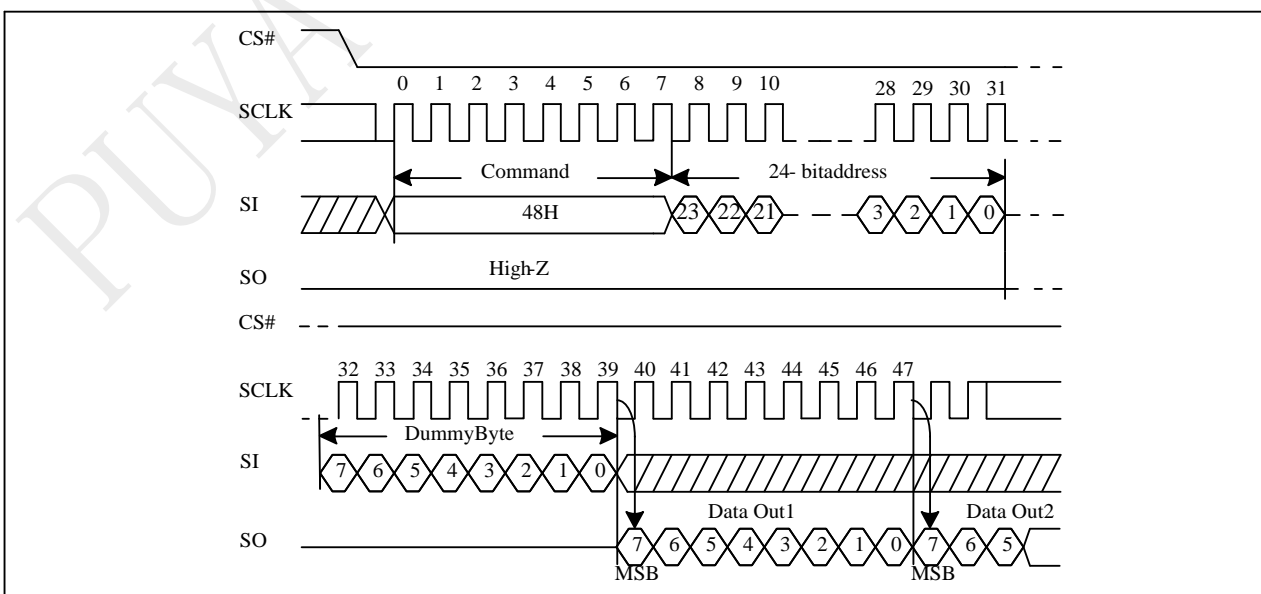 PUYA
CS#
0 1 2 3 4 5 6 7 8 9 10 28 29 30 31
SCLK
Command 24- bitaddress
SI 48H 23 22 21 3 2 1 0
High-Z
SO
CS#
32 33 34 35 36 37 38 39 40 41 42 43 44 45 46 47
SCLK
DummyByte
SI 7 6 5 4 3 2 1 0
Data Out1 Data Out2
SO 7 6 5 4 3 2 1 0 7 6 5
MSB MSB